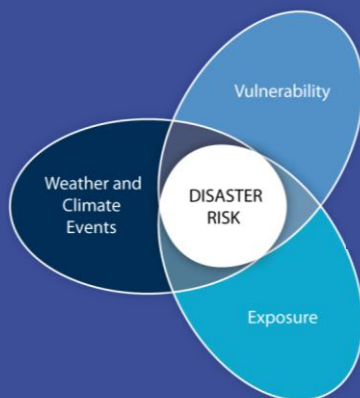 Vulnerability
Weather and
Climate
Events
DISASTER
RISK
Exposure